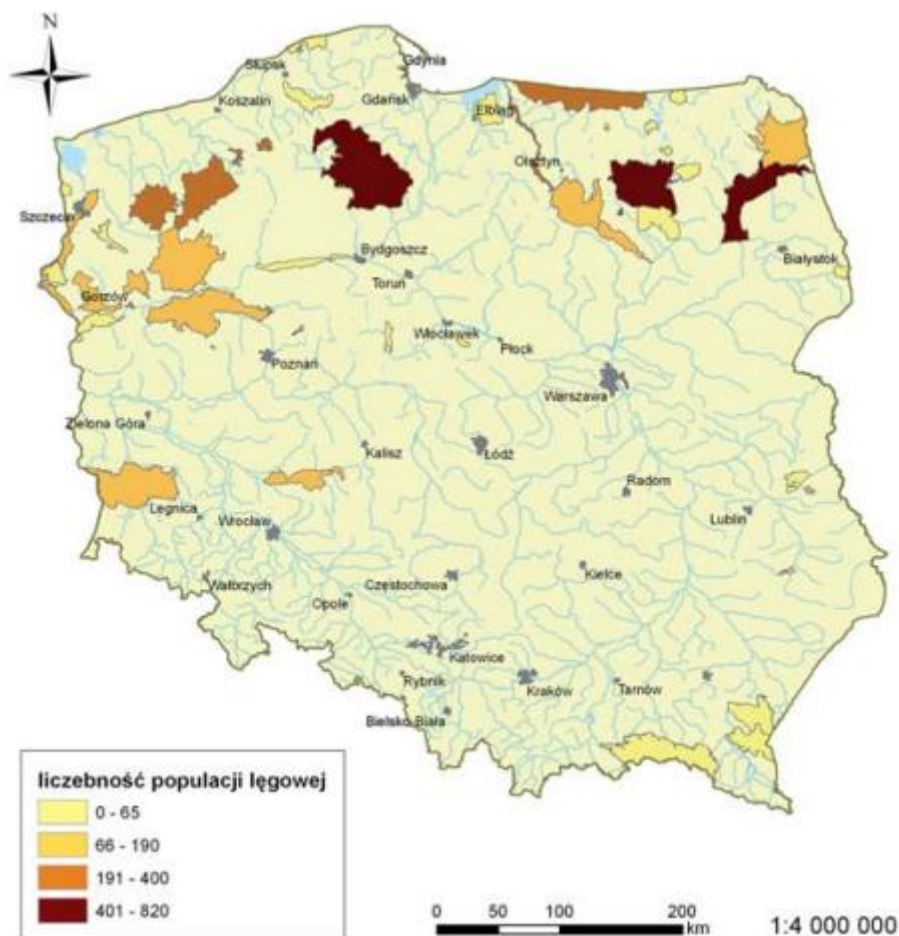 N
Słupsk
Gdynia
Koszalin
Gdańsk
Elbląg
Olsztyn
Szczecin
Bydgoszcz
Białystok
Toruń
Gorzów
Włocławek
Płock
Poznań
Warszawa
Zielona Góra
Kalisz
Łódź
Radom
Legnica
Lublin
Wrocław
Wałbrzych
Częstochowa
Kielce
Opole
Katowice
Rybnik
Kraków
Tarnów
Bielsko Biała
liczebność populacji lęgowej
0 - 65
66 - 190
191 - 400
401 - 820
0 50 100 200
km
1:4 000 000